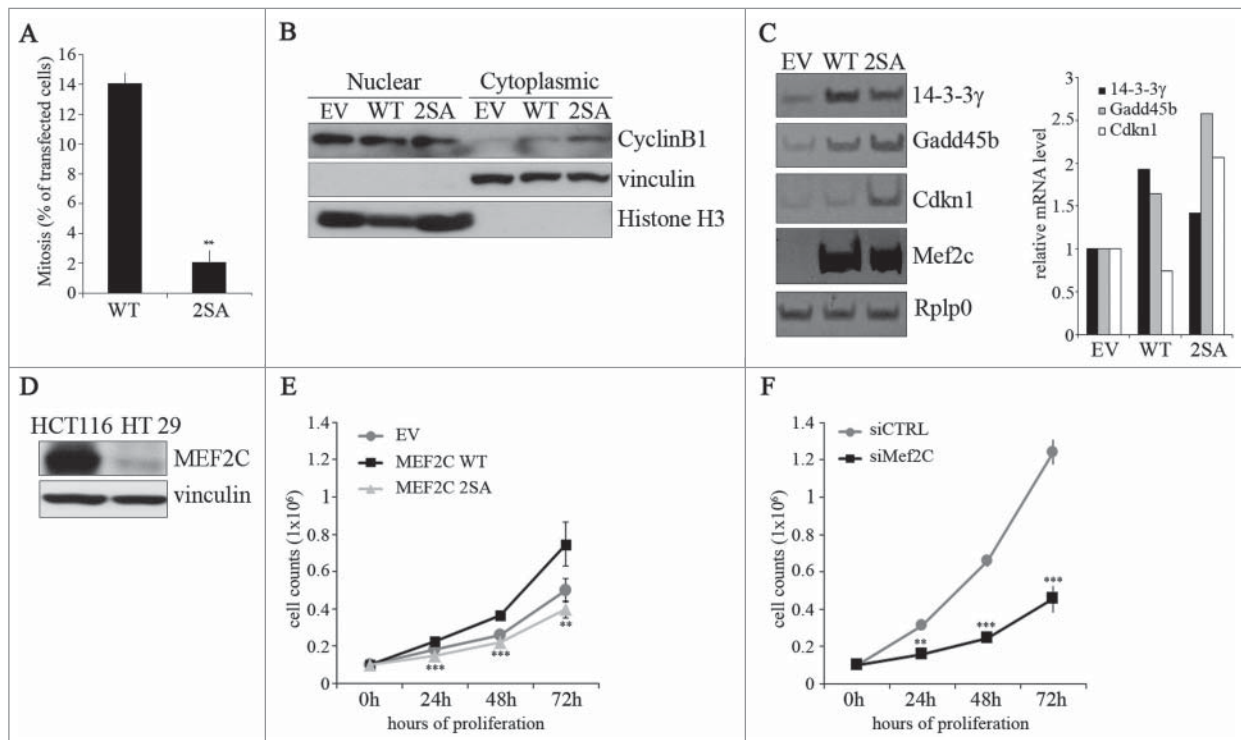 A
Mitosis (% of transfected cells)
16
14
12
10
8
6
4
2
0
**
WT 2SA
B
Nuclear Cytoplasmic
EV WT 2SA EV WT 2SA
CyclinB1
vinculin
Histone H3
C
EV WT 2SA
14-3-3γ
Gadd45b
Cdkn1
Mef2c
Rplp0
relative mRNA level
3
2.5
2
1.5
1
0.5
0
14-3-3γ
Gadd45b
Cdkn1
EV WT 2SA
D
HCT116 HT 29
MEF2C
vinculin
E
cell counts (1x10⁶)
1.4
1.2
1
0.8
0.6
0.4
0.2
0
EV
MEF2C WT
MEF2C 2SA
***
***
**
0h 24h 48h 72h
hours of proliferation
F
cell counts (1x10⁶)
1.4
1.2
1
0.8
0.6
0.4
0.2
0
siCTRL
siMef2C
**
***
***
0h 24h 48h 72h
hours of proliferation